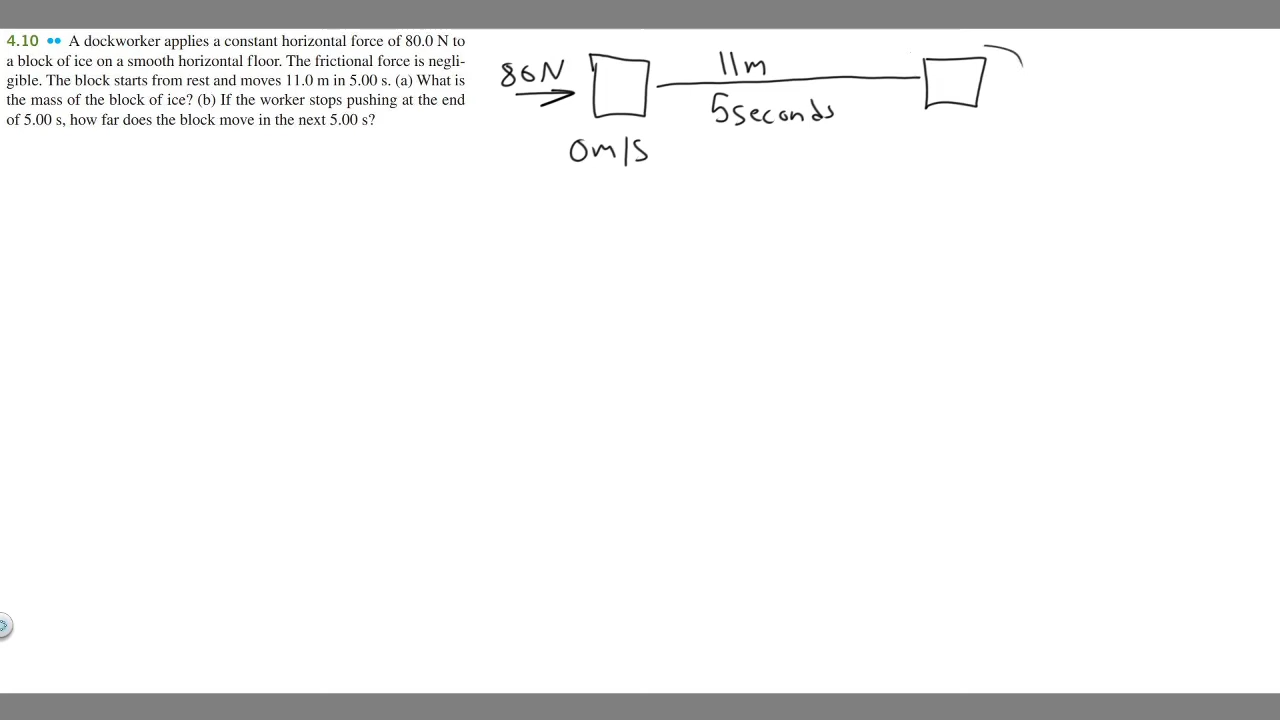 4.10 •• A dockworker applies a constant horizontal force of 80.0 N to
a block of ice on a smooth horizontal floor. The frictional force is negli-
gible. The block starts from rest and moves 11.0 m in 5.00 s. (a) What is
the mass of the block of ice? (b) If the worker stops pushing at the end
of 5.00 s, how far does the block move in the next 5.00 s?
80N
11m
5seconds
0m/s